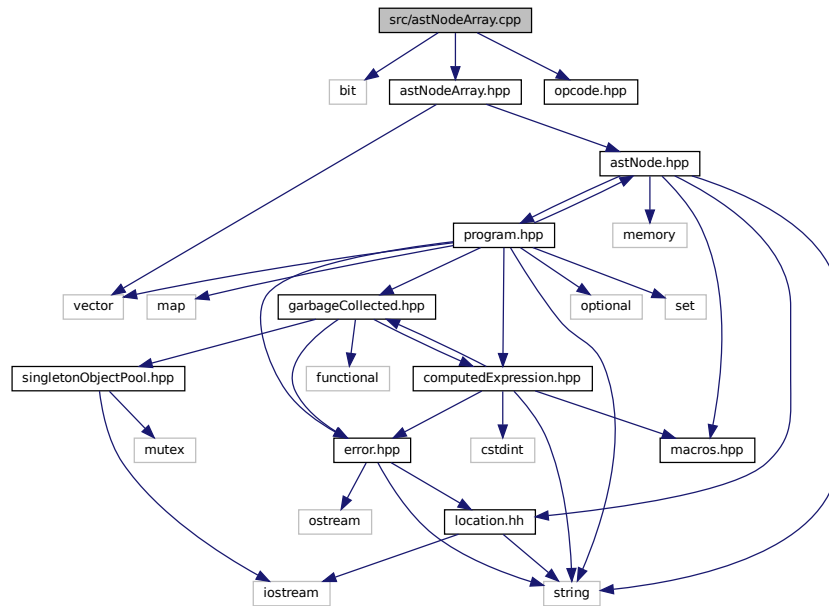 src/astNodeArray.cpp
bit
astNodeArray.hpp
opcode.hpp
astNode.hpp
program.hpp
memory
vector
map
garbageCollected.hpp
optional
set
singletonObjectPool.hpp
functional
computedExpression.hpp
mutex
error.hpp
cstdint
macros.hpp
ostream
location.hh
iostream
string